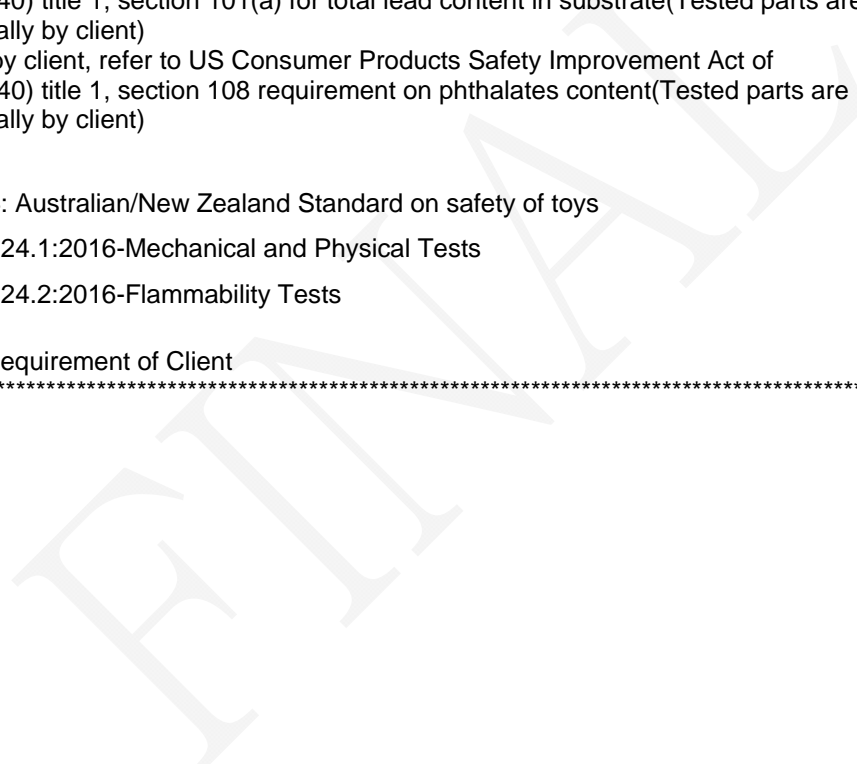 40) title 1, section 101(a) for total lead content in substrate(Tested parts are
ally by client)
by client, refer to US Consumer Products Safety Improvement Act of
40) title 1, section 108 requirement on phthalates content(Tested parts are
ally by client)
: Australian/New Zealand Standard on safety of toys
24.1:2016-Mechanical and Physical Tests
24.2:2016-Flammability Tests
equirement of Client
**************************************************************************************
FINAL